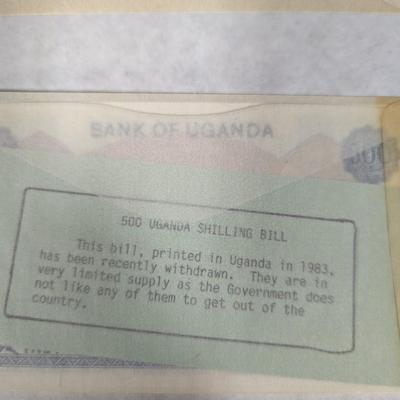 BANK OF UGANDA
500
500 UGANDA SHILLING BILL
This bill, printed in Uganda in 1983,
has been recently withdrawn. They are in
very limited supply as the Government does
not like any of them to get out of the
country.